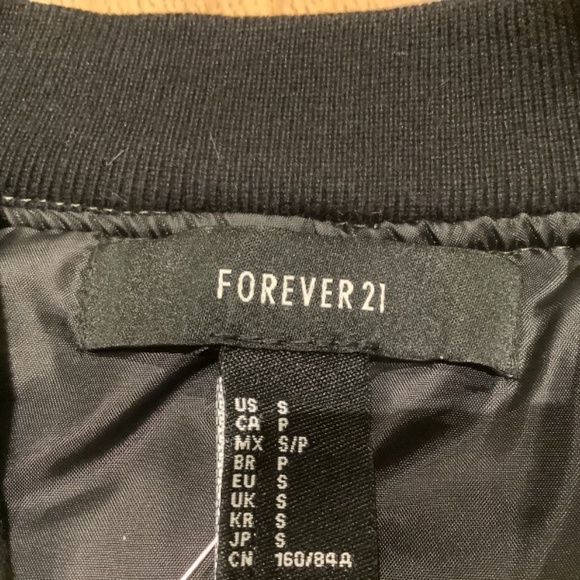 FOREVER 21
US S
CA P
MX S/P
BR P
EU S
UK S
KR S
JP S
CN 160/84A